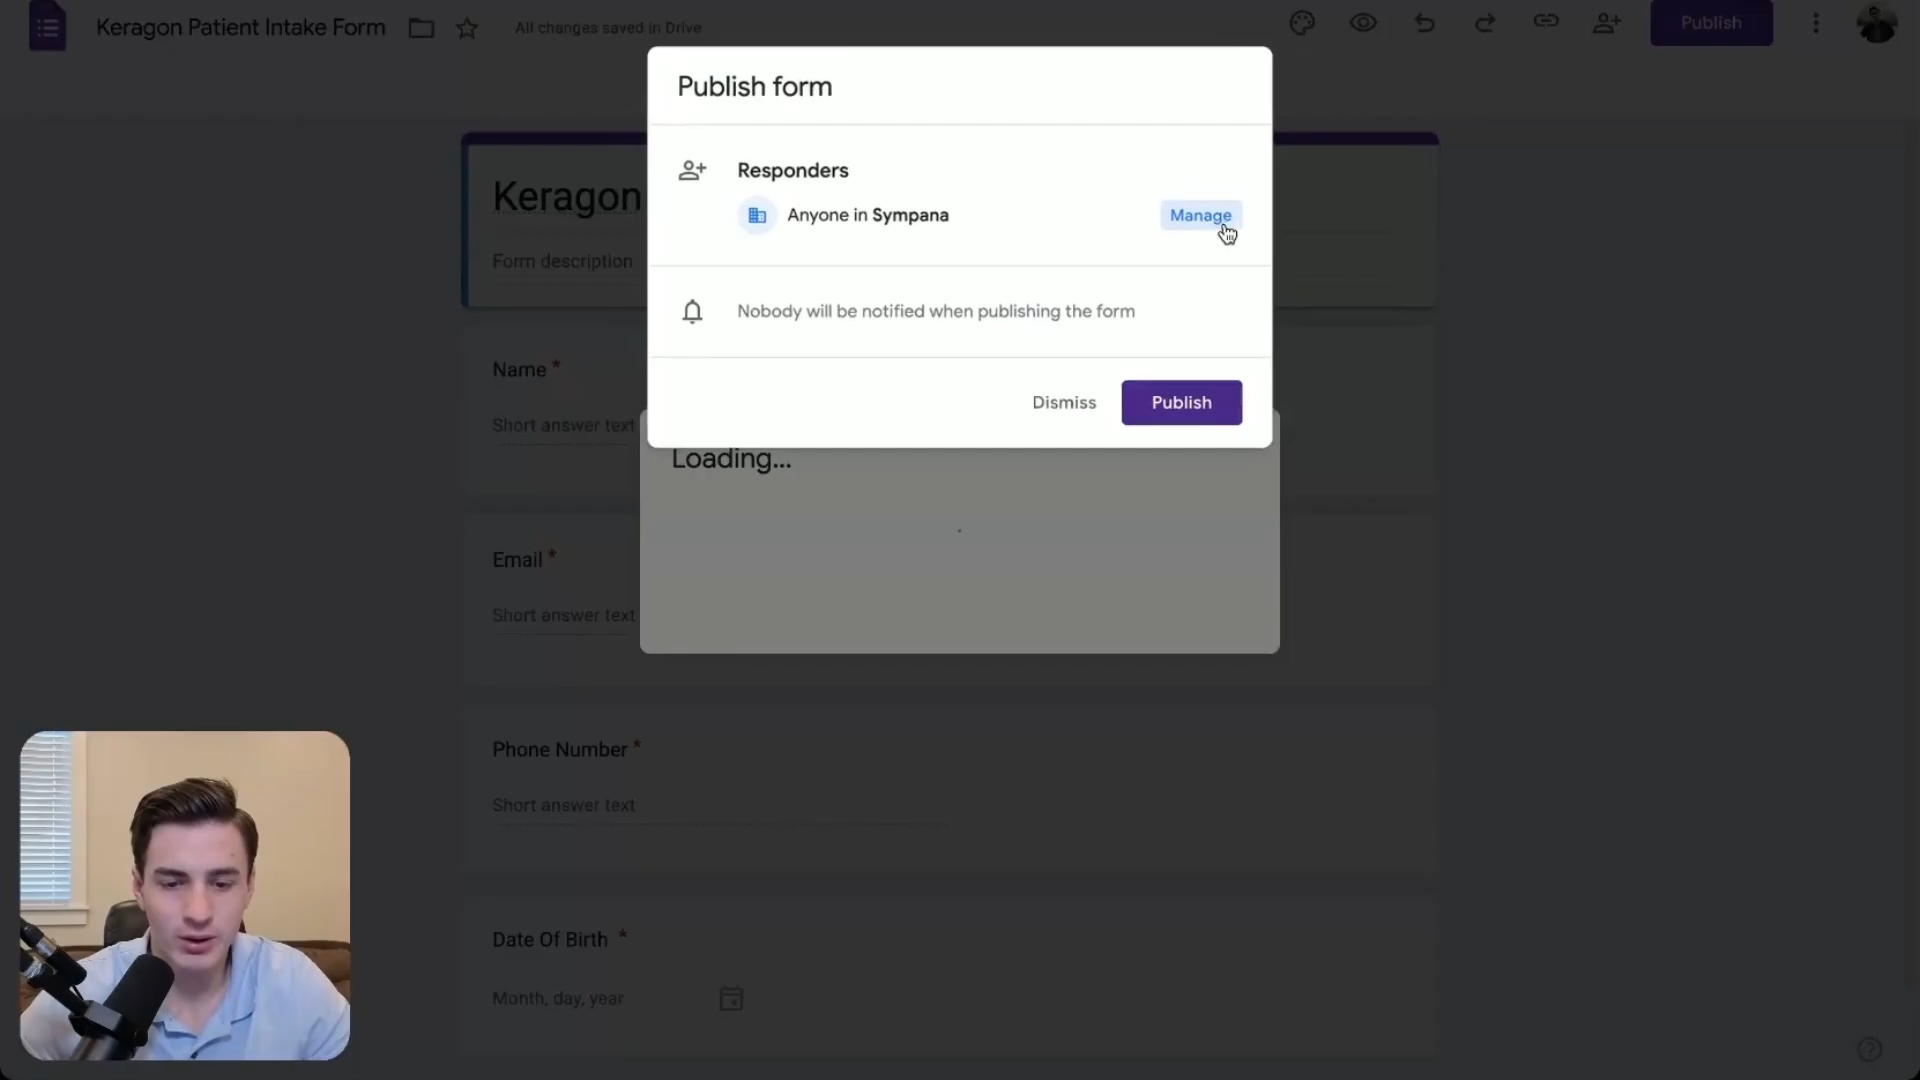 Keragon Patient Intake Form
All changes saved in Drive
Publish
Publish form
Responders
Anyone in Sympana
Manage
Nobody will be notified when publishing the form
Dismiss
Publish
Loading...
Keragon
Form description
Name *
Short answer text
Email *
Short answer text
Phone Number *
Short answer text
Date Of Birth *
Month, day, year